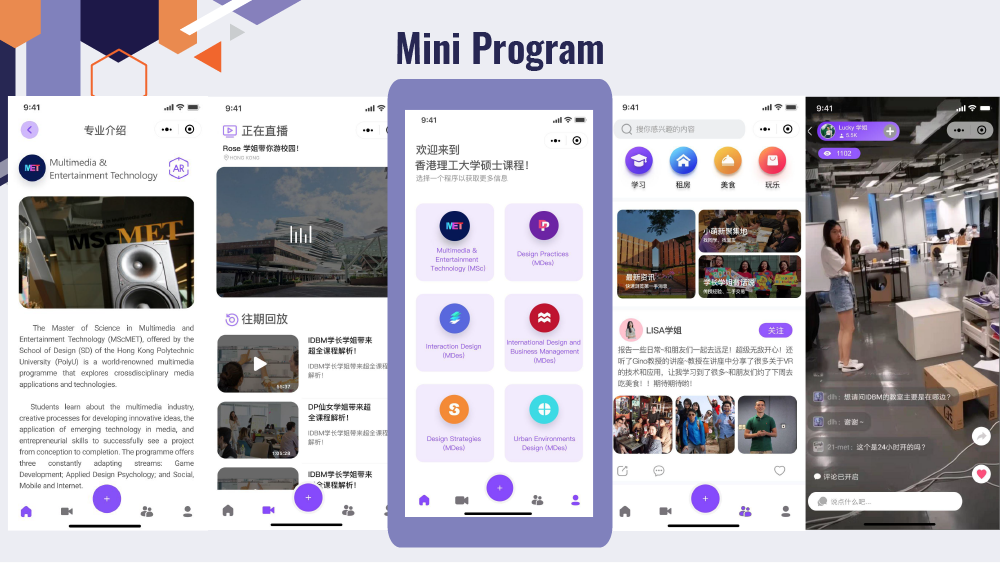 Mini Program
9:41
专业介绍
MET
Multimedia &
Entertainment Technology
AR
MScMET
The Master of Science in Multimedia and
Entertainment Technology (MScMET), offered by the
School of Design (SD) of the Hong Kong Polytechnic
University (PolyU) is a world-renowned multimedia
programme that explores crossdisciplinary media
applications and technologies.
Students learn about the multimedia industry,
creative processes for developing innovative ideas, the
application of emerging technology in media, and
entrepreneurial skills to successfully see a project
from conception to completion. The programme offers
three constantly adapting streams: Game
Development; Applied Design Psychology; and Social,
Mobile and Internet.
9:41
正在直播
Rose 学姐带你游校园！
HONG KONG
往期回放
IDBM学长学姐带来
超全课程解析！
IDBM学长学姐带来超全课程
解析！
55:37
DP仙女学姐带来超
全课程解析！
IDBM学长学姐带来超全课程
解析！
1:05:23
IDBM学长学姐带来
超全课程解析！
9:41
欢迎来到
香港理工大学硕士课程！
选择一个程序以获取更多信息
MET
Multimedia &
Entertainment
Technology (MSc)
Design Practices
(MDes)
Interaction Design
(MDes)
International Design and
Business Management
(MDes)
Design Strategies
(MDes)
Urban Environments
Design (MDes)
9:41
搜你感兴趣的内容
学习
租房
美食
玩乐
最新资讯
快速浏览第一手消息
小萌新聚集地
学长学姐有话说
LISA学姐
关注
报告一些日常~和朋友们一起去远足！超级无敌开心！还
听了Gino教授的讲座~教授在讲座中分享了很多关于VR
的技术和应用，让我学习到了很多~和朋友们约了下周去
吃美食！！期待期待的！
9:41
Lucky 学姐
5.5K
1102
dlh：想请问IDBM的教室主要是在哪边？
dlh：谢谢~
21-met：这个是24小时开的吗？
评论已开启
说点什么吧...